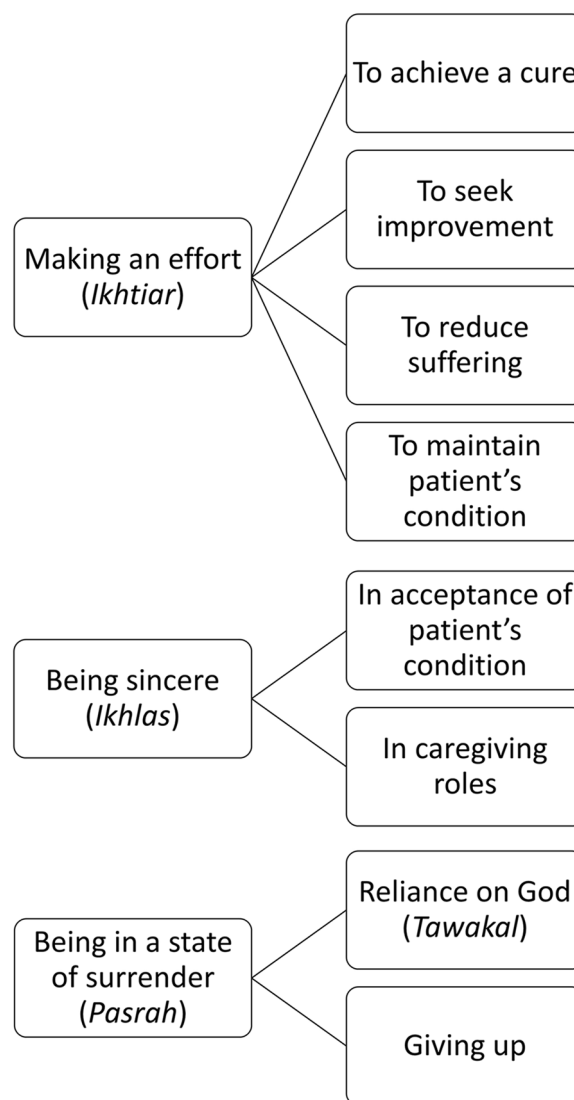 Making an effort
(Ikhtiar)
To achieve a cure
To seek
improvement
To reduce
suffering
To maintain
patient’s
condition
Being sincere
(Ikhlas)
In acceptance of
patient’s
condition
In caregiving
roles
Being in a state
of surrender
(Pasrah)
Reliance on God
(Tawakal)
Giving up